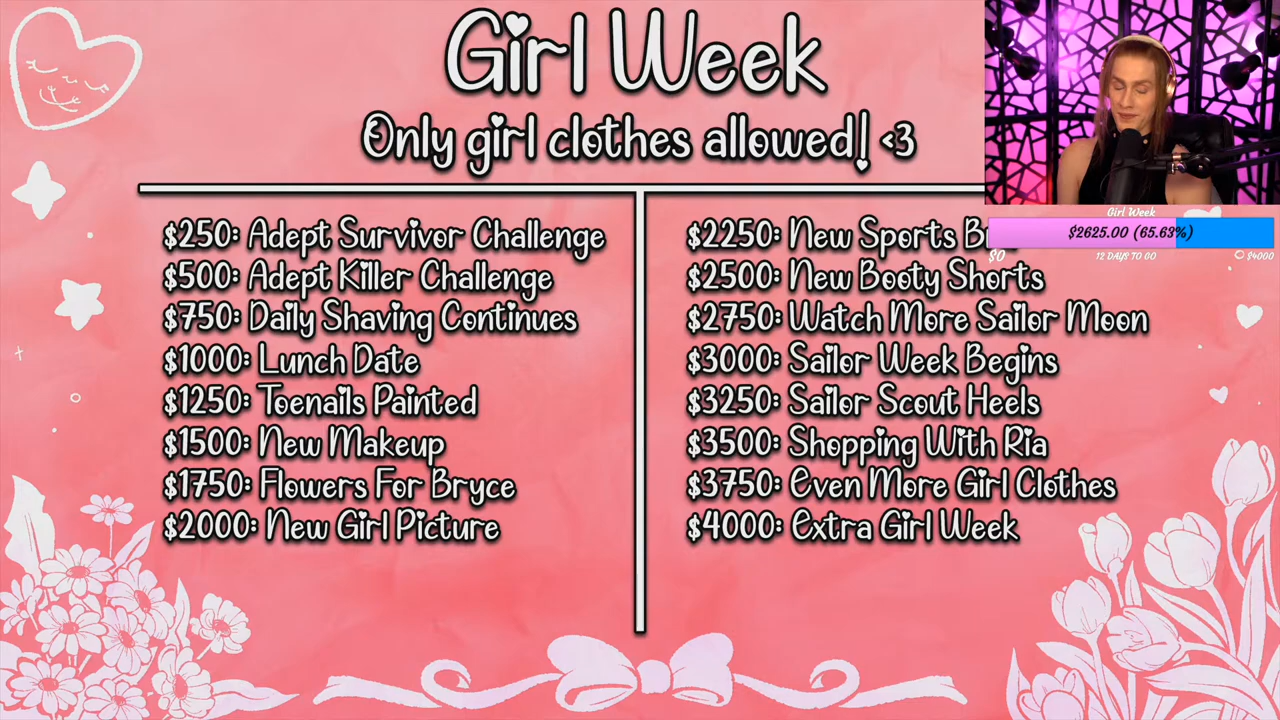 Girl Week
Only girl clothes allowed! <3
$250: Adept Survivor Challenge
$500: Adept Killer Challenge
$750: Daily Shaving Continues
$1000: Lunch Date
$1250: Toenails Painted
$1500: New Makeup
$1750: Flowers For Bryce
$2000: New Girl Picture
$2250: New Sports
$2500: New Booty Shorts
$2750: Watch More Sailor Moon
$3000: Sailor Week Begins
$3250: Sailor Scout Heels
$3500: Shopping With Ria
$3750: Even More Girl Clothes
$4000: Extra Girl Week
Girl Week
$2625.00 (65.63%)
$0 12 DAYS TO GO $4000